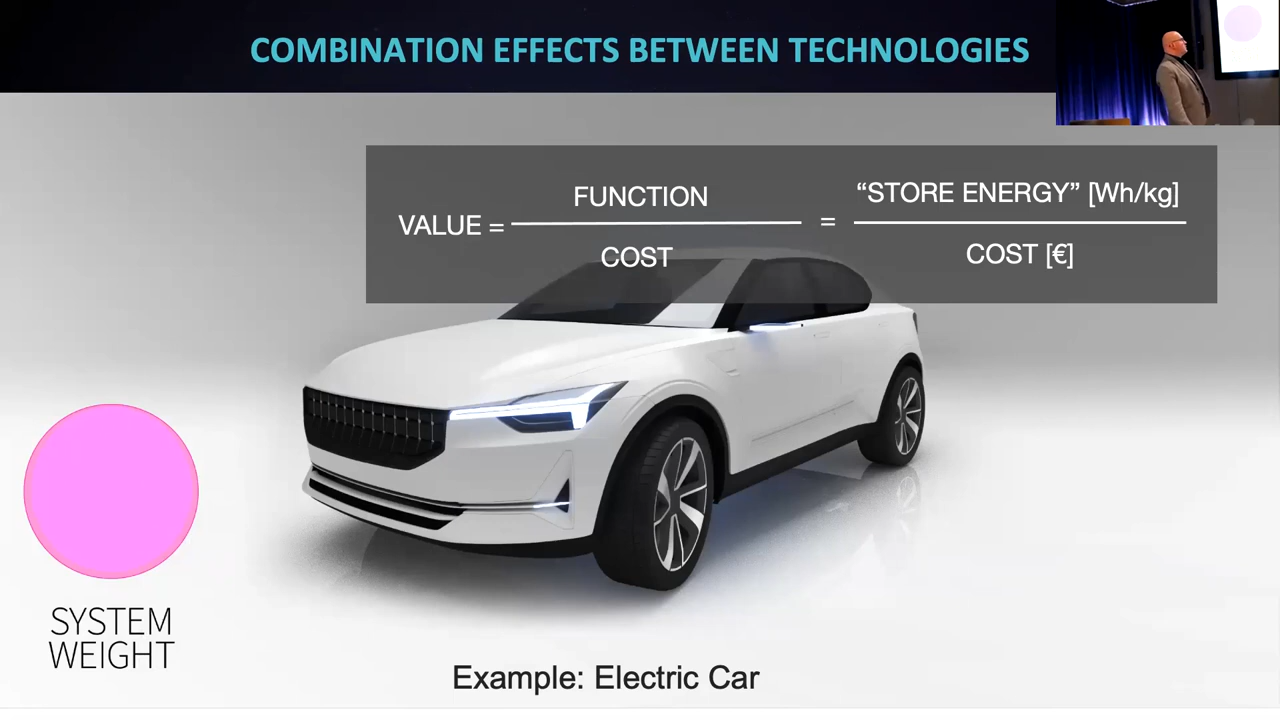 COMBINATION EFFECTS BETWEEN TECHNOLOGIES
VALUE = FUNCTION / COST = “STORE ENERGY” [Wh/kg] / COST [€]
SYSTEM
WEIGHT
Example: Electric Car